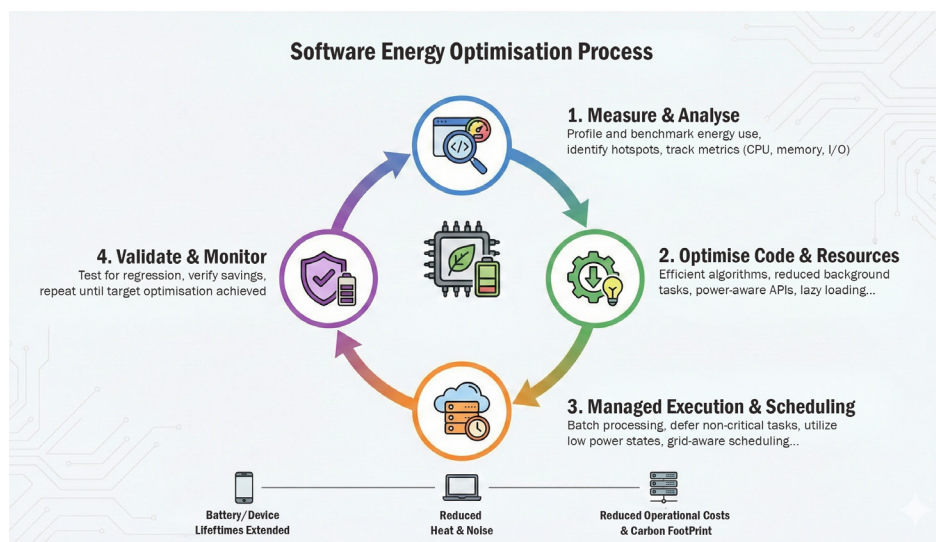 Software Energy Optimisation Process
</>
1. Measure & Analyse
Profile and benchmark energy use,
identify hotspots, track metrics (CPU, memory, I/O)
4. Validate & Monitor
Test for regression, verify savings,
repeat until target optimisation achieved
2. Optimise Code & Resources
Efficient algorithms, reduced background
tasks, power-aware APIs, lazy loading...
3. Managed Execution & Scheduling
Batch processing, defer non-critical tasks, utilize
low power states, grid-aware scheduling...
Battery/Device
Lifeftimes Extended
Reduced
Heat & Noise
Reduced Operational Costs
& Carbon FootPrint